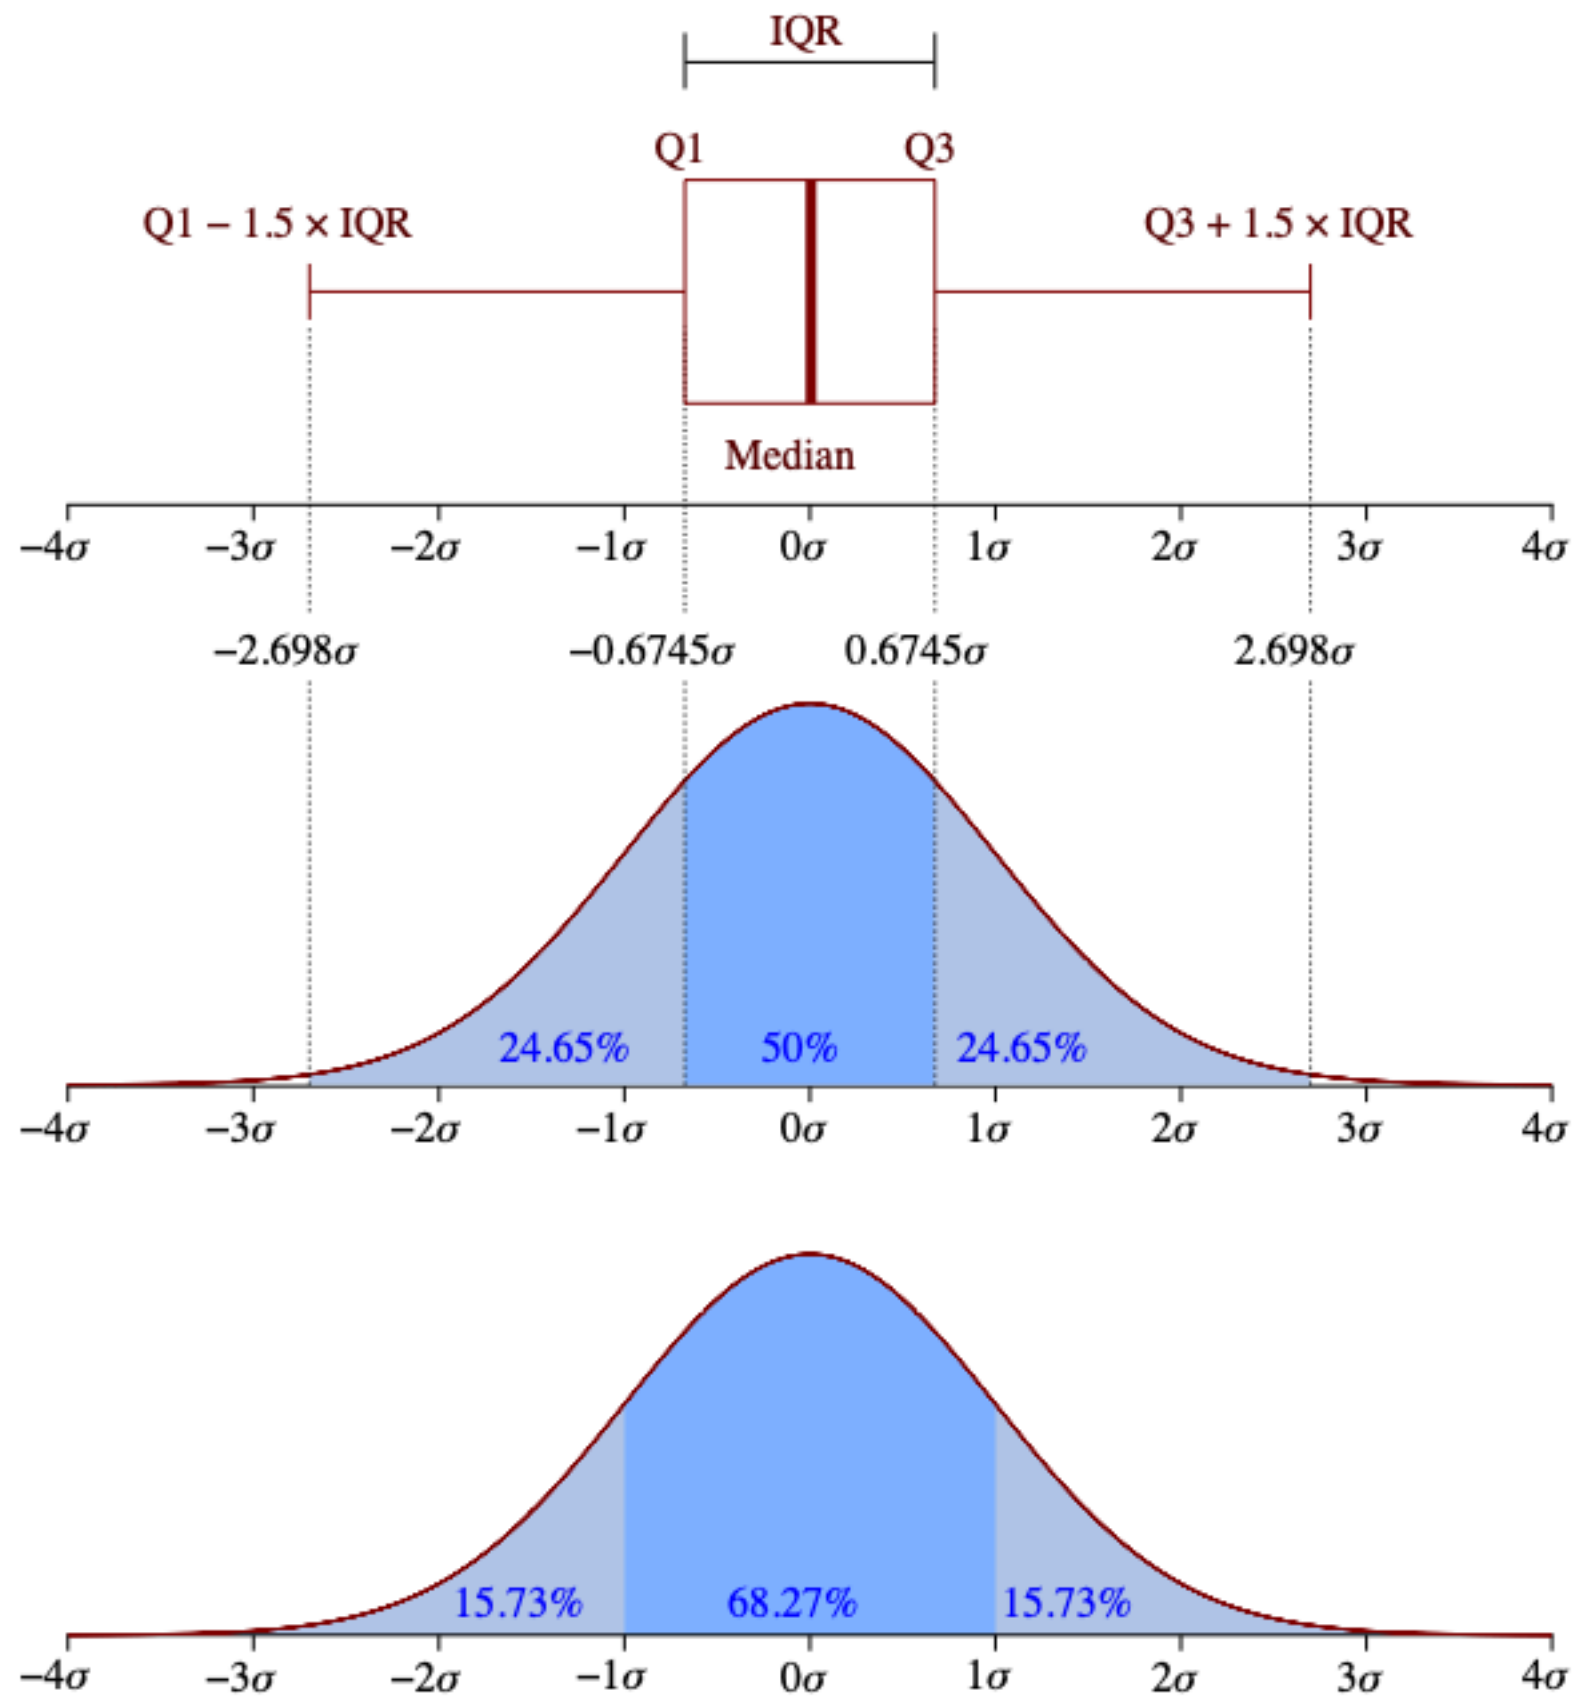 IQR
Q1 Q3
Q1 − 1.5 × IQR Q3 + 1.5 × IQR
Median
−4σ −3σ −2σ −1σ 0σ 1σ 2σ 3σ 4σ
−2.698σ −0.6745σ 0.6745σ 2.698σ
24.65% 50% 24.65%
−4σ −3σ −2σ −1σ 0σ 1σ 2σ 3σ 4σ
15.73% 68.27% 15.73%
−4σ −3σ −2σ −1σ 0σ 1σ 2σ 3σ 4σ